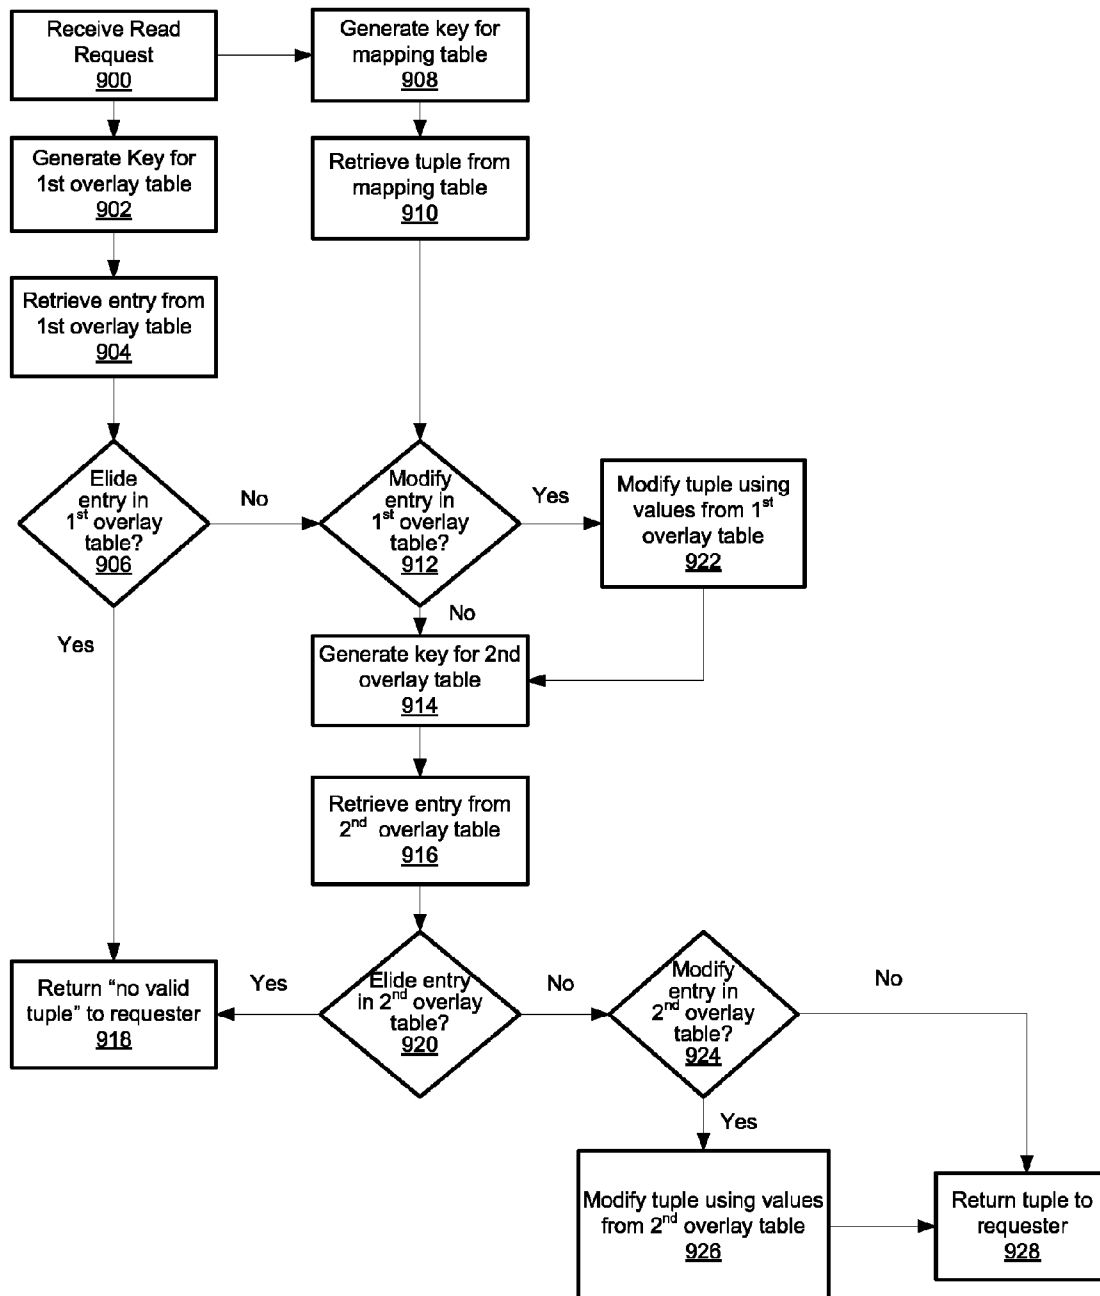 Receive Read
Request
900
Generate key for
mapping table
908
Generate Key for
1st overlay table
902
Retrieve tuple from
mapping table
910
Retrieve entry from
1st overlay table
904
Elide
entry in
1st overlay
table?
906
No
Modify
entry in
1st overlay
table?
912
Yes
Modify tuple using
values from 1st
overlay table
922
Yes
No
Generate key for 2nd
overlay table
914
Retrieve entry from
2nd overlay table
916
Return “no valid
tuple” to requester
918
Yes
Elide entry
in 2nd overlay
table?
920
No
Modify
entry in
2nd overlay
table?
924
No
Yes
Modify tuple using values
from 2nd overlay table
926
Return tuple to
requester
928